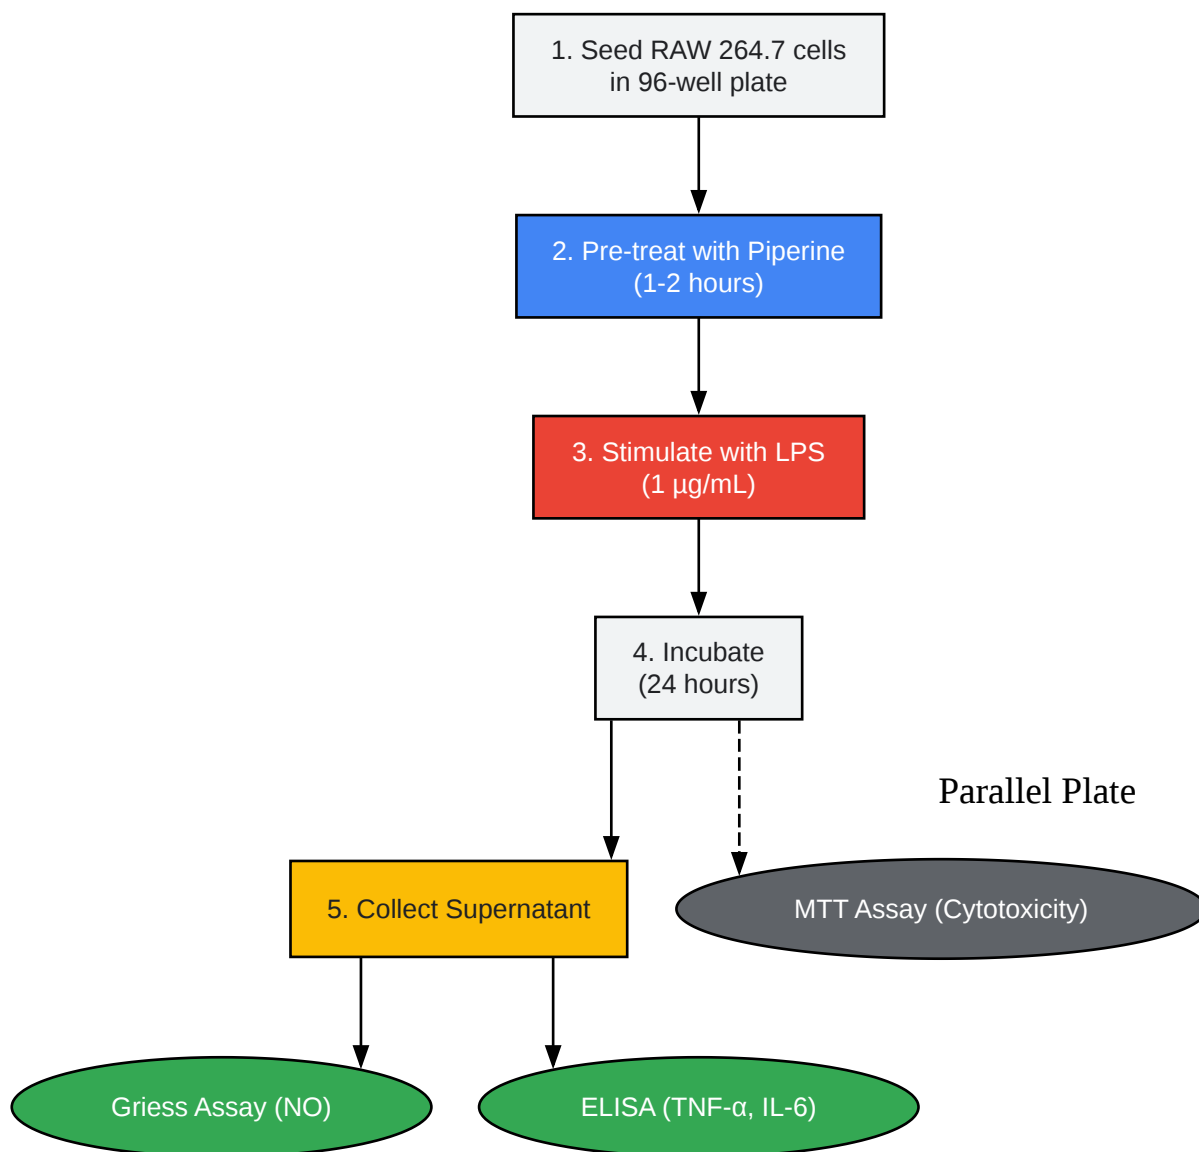 1. Seed RAW 264.7 cells
in 96-well plate
2. Pre-treat with Piperine
(1-2 hours)
3. Stimulate with LPS
(1 µg/mL)
4. Incubate
(24 hours)
Parallel Plate
5. Collect Supernatant
MTT Assay (Cytotoxicity)
Griess Assay (NO)
ELISA (TNF-α, IL-6)